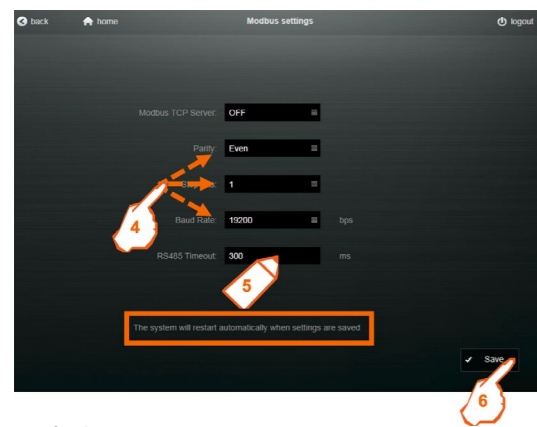 back home Modbus settings logout
Modbus TCP Server: OFF
Parity: Even
1
Baud Rate: 19200 bps
4
RS485 Timeout: 300 ms
5
The system will restart automatically when settings are saved
Save
6